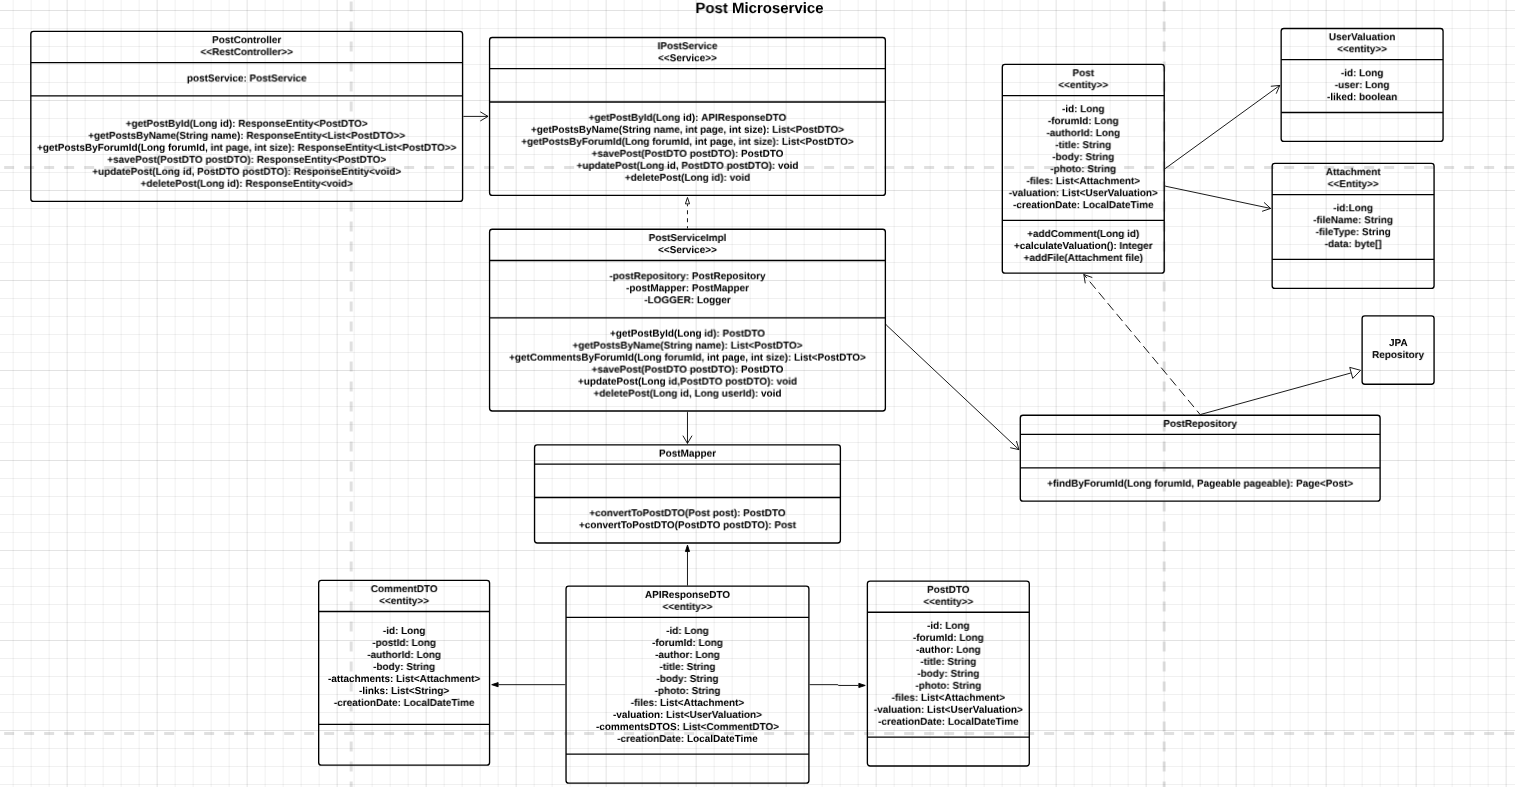 Post Microservice
PostController
<<RestController>>
postService: PostService
+getPostById(Long id): ResponseEntity<PostDTO>
+getPostsByName(String name): ResponseEntity<List<PostDTO>>
+getPostsByForumId(Long forumId, int page, int size): ResponseEntity<List<PostDTO>>
+savePost(PostDTO postDTO): ResponseEntity<PostDTO>
+updatePost(Long id, PostDTO postDTO): ResponseEntity<void>
+deletePost(Long id): ResponseEntity<void>
IPostService
<<Service>>
+getPostById(Long id): APIResponseDTO
+getPostsByName(String name, int page, int size): List<PostDTO>
+getPostsByForumId(Long forumId, int page, int size): List<PostDTO>
+savePost(PostDTO postDTO): PostDTO
+updatePost(Long id, PostDTO postDTO): void
+deletePost(Long id): void
Post
<<entity>>
-id: Long
-forumId: Long
-authorId: Long
-title: String
-body: String
-photo: String
-files: List<Attachment>
-valuation: List<UserValuation>
-creationDate: LocalDateTime
+addComment(Long id)
+calculateValuation(): Integer
+addFile(Attachment file)
UserValuation
<<entity>>
-id: Long
-user: Long
-liked: boolean
Attachment
<<Entity>>
-id:Long
-fileName: String
-fileType: String
-data: byte[]
PostServiceImpl
<<Service>>
-postRepository: PostRepository
-postMapper: PostMapper
-LOGGER: Logger
+getPostById(Long id): PostDTO
+getPostsByName(String name): List<PostDTO>
+getCommentsByForumId(Long forumId, int page, int size): List<PostDTO>
+savePost(PostDTO postDTO): PostDTO
+updatePost(Long id,PostDTO postDTO): void
+deletePost(Long id, Long userId): void
JPA
Repository
PostRepository
+findByForumId(Long forumId, Pageable pageable): Page<Post>
PostMapper
+convertToPostDTO(Post post): PostDTO
+convertToPostDTO(PostDTO postDTO): Post
CommentDTO
<<entity>>
-id: Long
-postId: Long
-authorId: Long
-body: String
-attachments: List<Attachment>
-links: List<String>
-creationDate: LocalDateTime
APIResponseDTO
<<entity>>
-id: Long
-forumId: Long
-author: Long
-title: String
-body: String
-photo: String
-files: List<Attachment>
-valuation: List<UserValuation>
-commentsDTOS: List<CommentDTO>
-creationDate: LocalDateTime
PostDTO
<<entity>>
-id: Long
-forumId: Long
-author: Long
-title: String
-body: String
-photo: String
-files: List<Attachment>
-valuation: List<UserValuation>
-creationDate: LocalDateTime